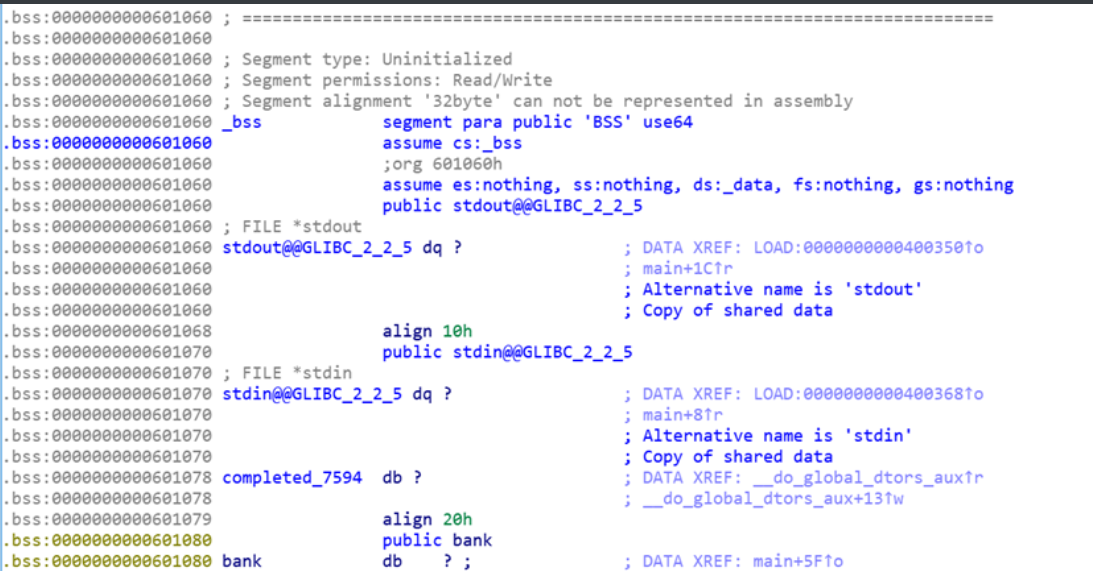 .bss:0000000000601060 ; ===========================================================================
.bss:0000000000601060
.bss:0000000000601060 ; Segment type: Uninitialized
.bss:0000000000601060 ; Segment permissions: Read/Write
.bss:0000000000601060 ; Segment alignment '32byte' can not be represented in assembly
.bss:0000000000601060 _bss segment para public 'BSS' use64
.bss:0000000000601060 assume cs:_bss
.bss:0000000000601060 ;org 601060h
.bss:0000000000601060 assume es:nothing, ss:nothing, ds:_data, fs:nothing, gs:nothing
.bss:0000000000601060 public stdout@@GLIBC_2_2_5
.bss:0000000000601060 ; FILE *stdout
.bss:0000000000601060 stdout@@GLIBC_2_2_5 dq ? ; DATA XREF: LOAD:0000000000400350↑o
.bss:0000000000601060 ; main+1C↑r
.bss:0000000000601060 ; Alternative name is 'stdout'
.bss:0000000000601060 ; Copy of shared data
.bss:0000000000601068 align 10h
.bss:0000000000601070 public stdin@@GLIBC_2_2_5
.bss:0000000000601070 ; FILE *stdin
.bss:0000000000601070 stdin@@GLIBC_2_2_5 dq ? ; DATA XREF: LOAD:0000000000400368↑o
.bss:0000000000601070 ; main+8↑r
.bss:0000000000601070 ; Alternative name is 'stdin'
.bss:0000000000601070 ; Copy of shared data
.bss:0000000000601078 completed_7594 db ? ; DATA XREF: __do_global_dtors_aux↑r
.bss:0000000000601078 ; __do_global_dtors_aux+13↑w
.bss:0000000000601079 align 20h
.bss:0000000000601080 public bank
.bss:0000000000601080 bank db ? ; ; DATA XREF: main+5F↑o